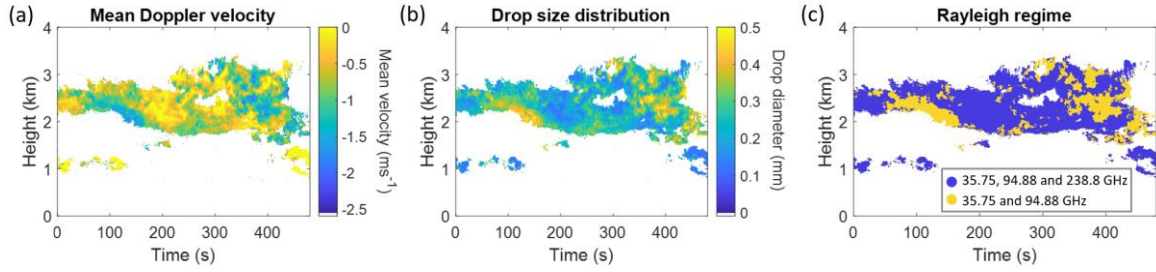 (a) Mean Doppler velocity
4
3
2
1
0
Height (km)
0 100 200 300 400
Time (s)
0
-0.5
-1
-1.5
-2
-2.5
Mean velocity (ms⁻¹)
(b) Drop size distribution
4
3
2
1
0
Height (km)
0 100 200 300 400
Time (s)
0.5
0.4
0.3
0.2
0.1
0
Drop diameter (mm)
(c) Rayleigh regime
4
3
2
1
0
Height (km)
0 100 200 300 400
Time (s)
35.75, 94.88 and 238.8 GHz
35.75 and 94.88 GHz